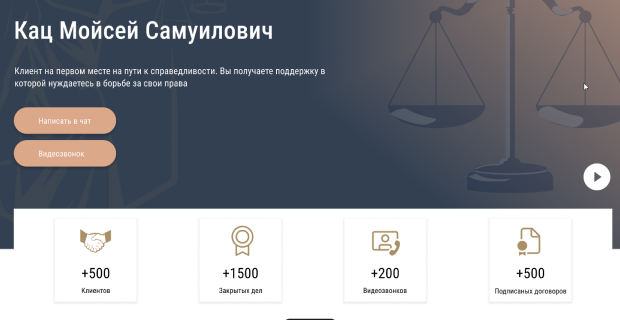 Кац Мойсей Самуилович
Клиент на первом месте на пути к справедливости. Вы получаете поддержку в
которой нуждаетесь в борьбе за свои права
Написать в чат
Видеозвонок
+500
Клиентов
+1500
Закрытых дел
+200
Видеозвонков
+500
Подписаных договоров